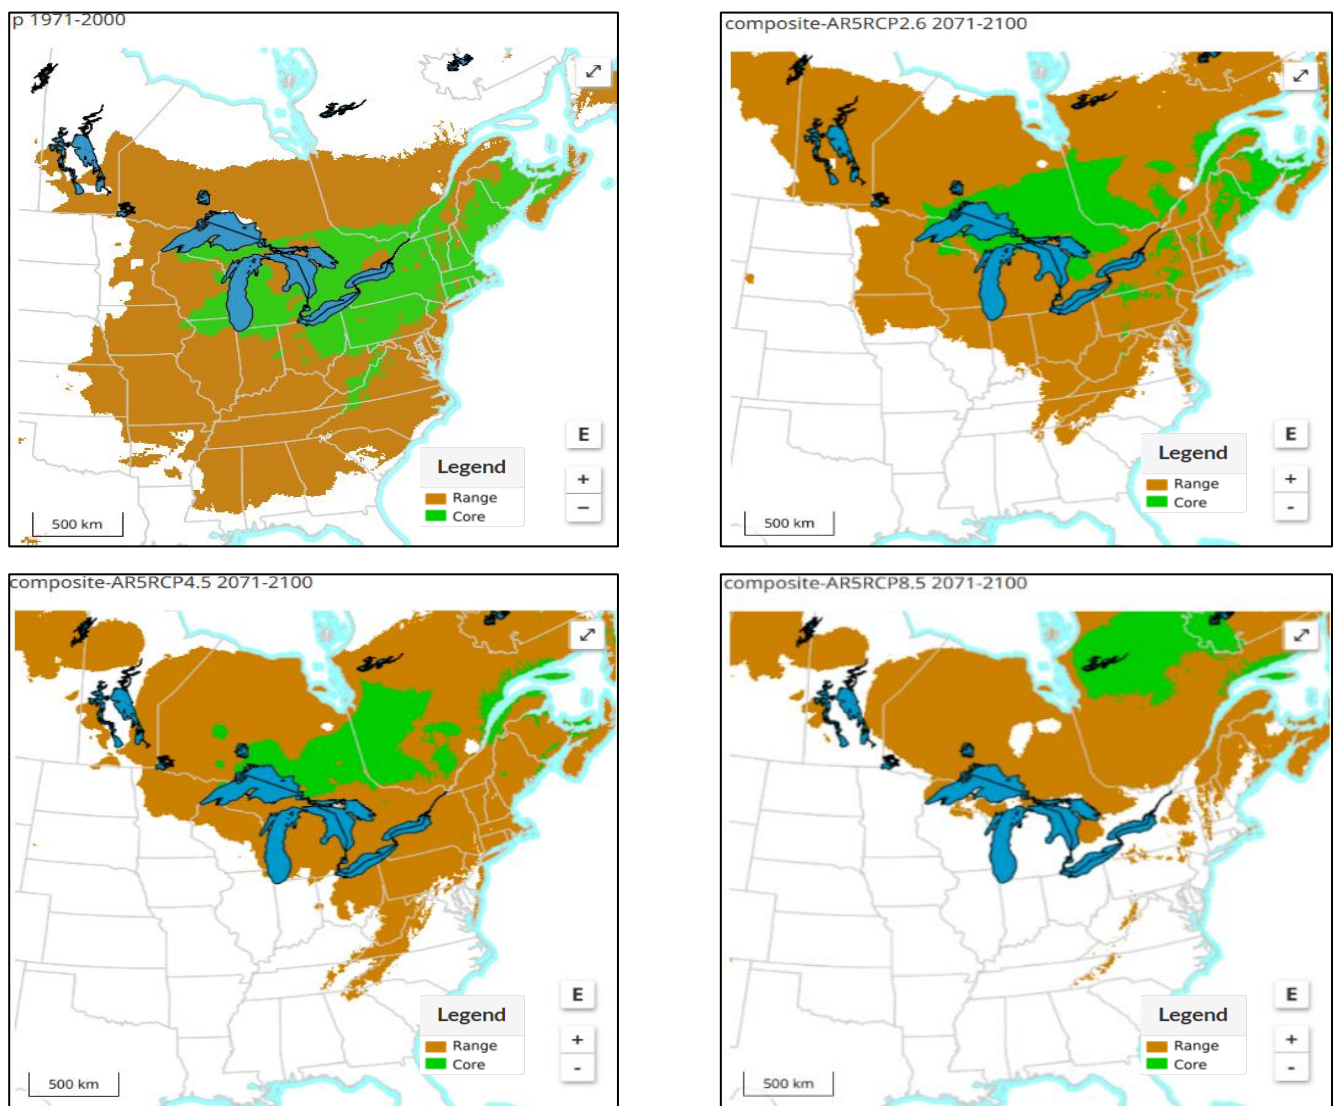 p 1971-2000
E
Legend
+
Range
Core
−
500 km
composite-AR5RCP2.6 2071-2100
E
Legend
+
Range
Core
-
500 km
composite-AR5RCP4.5 2071-2100
E
Legend
+
Range
Core
-
500 km
composite-AR5RCP8.5 2071-2100
E
Legend
+
Range
Core
-
500 km